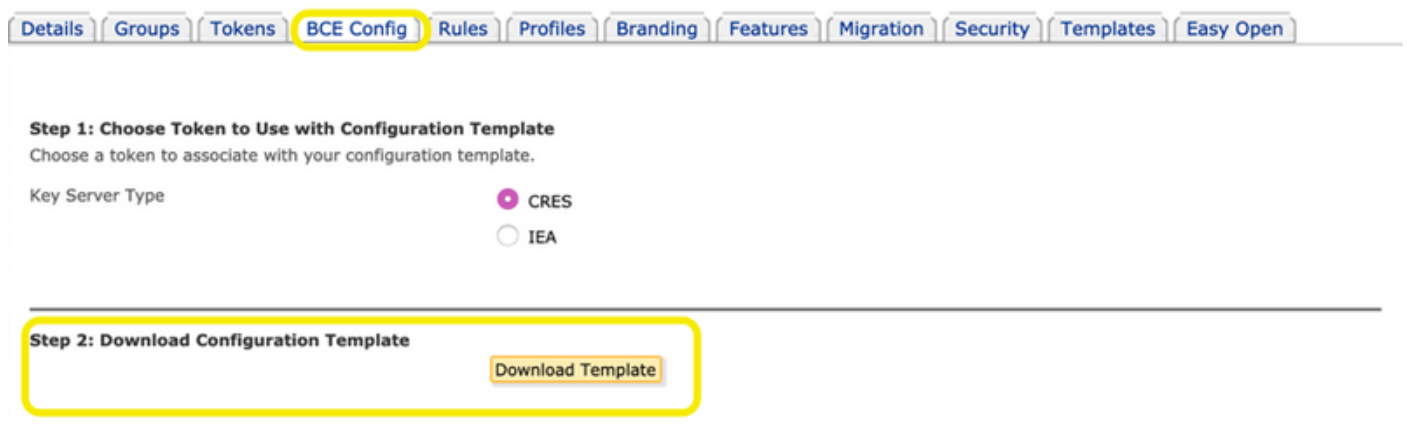 Details Groups Tokens BCE Config Rules Profiles Branding Features Migration Security Templates Easy Open
Step 1: Choose Token to Use with Configuration Template
Choose a token to associate with your configuration template.
Key Server Type
CRES
IEA
Step 2: Download Configuration Template
Download Template